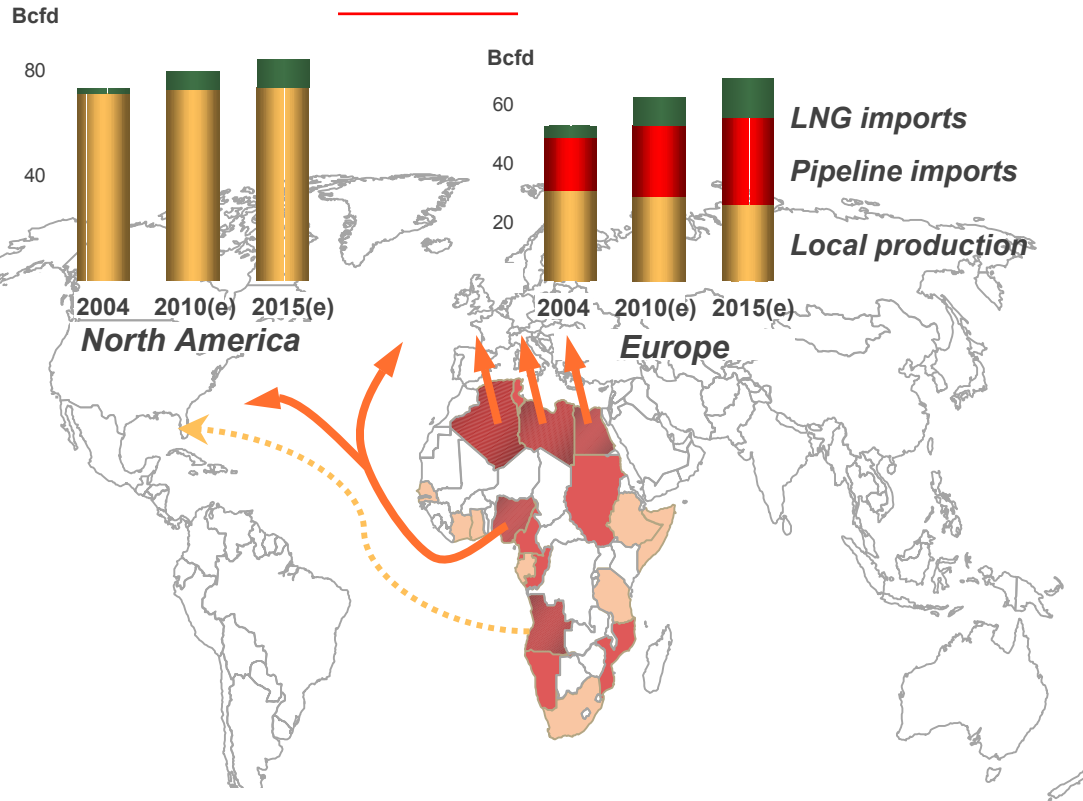 Bcfd
80
40
2004 2010(e) 2015(e)
North America
Bcfd
60
40
20
2004 2010(e) 2015(e)
Europe
LNG imports
Pipeline imports
Local production